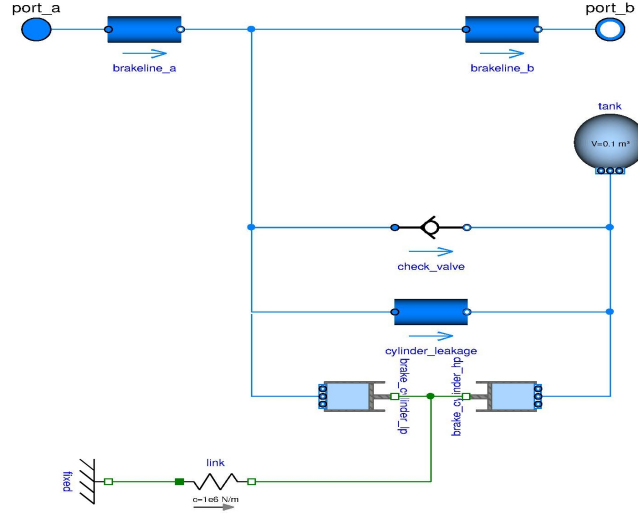 port_a
port_b
brakeline_a
brakeline_b
tank
V=0.1 m³
check_valve
cylinder_leakage
brake_cylinder_lp
brake_cylinder_hp
link
fixed
c=1e6 N/m